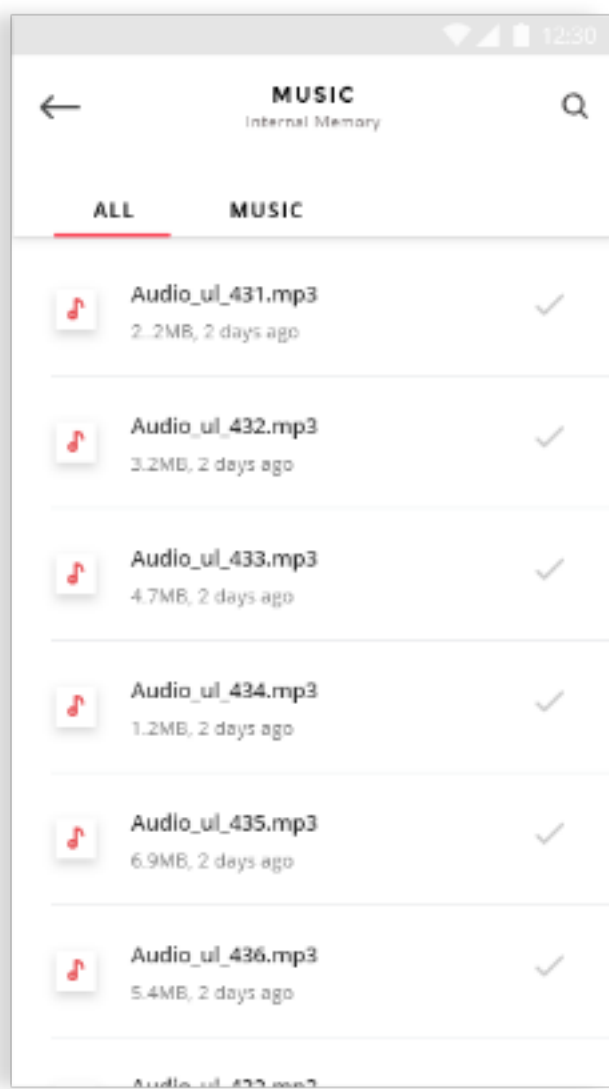 12:30
MUSIC
Internal Memory
ALL MUSIC
Audio_ul_431.mp3
2..2MB, 2 days ago
Audio_ul_432.mp3
3.2MB, 2 days ago
Audio_ul_433.mp3
4.7MB, 2 days ago
Audio_ul_434.mp3
1.2MB, 2 days ago
Audio_ul_435.mp3
6.9MB, 2 days ago
Audio_ul_436.mp3
5.4MB, 2 days ago